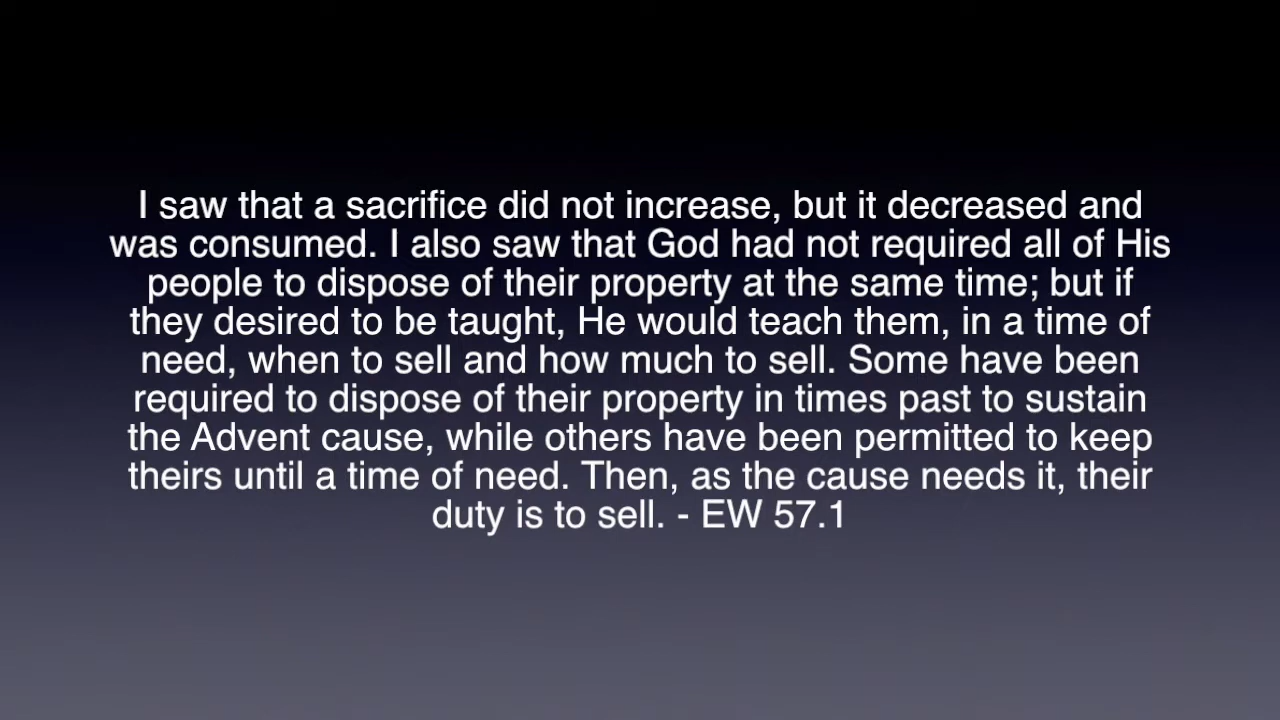 I saw that a sacrifice did not increase, but it decreased and
was consumed. I also saw that God had not required all of His
people to dispose of their property at the same time; but if
they desired to be taught, He would teach them, in a time of
need, when to sell and how much to sell. Some have been
required to dispose of their property in times past to sustain
the Advent cause, while others have been permitted to keep
theirs until a time of need. Then, as the cause needs it, their
duty is to sell. - EW 57.1